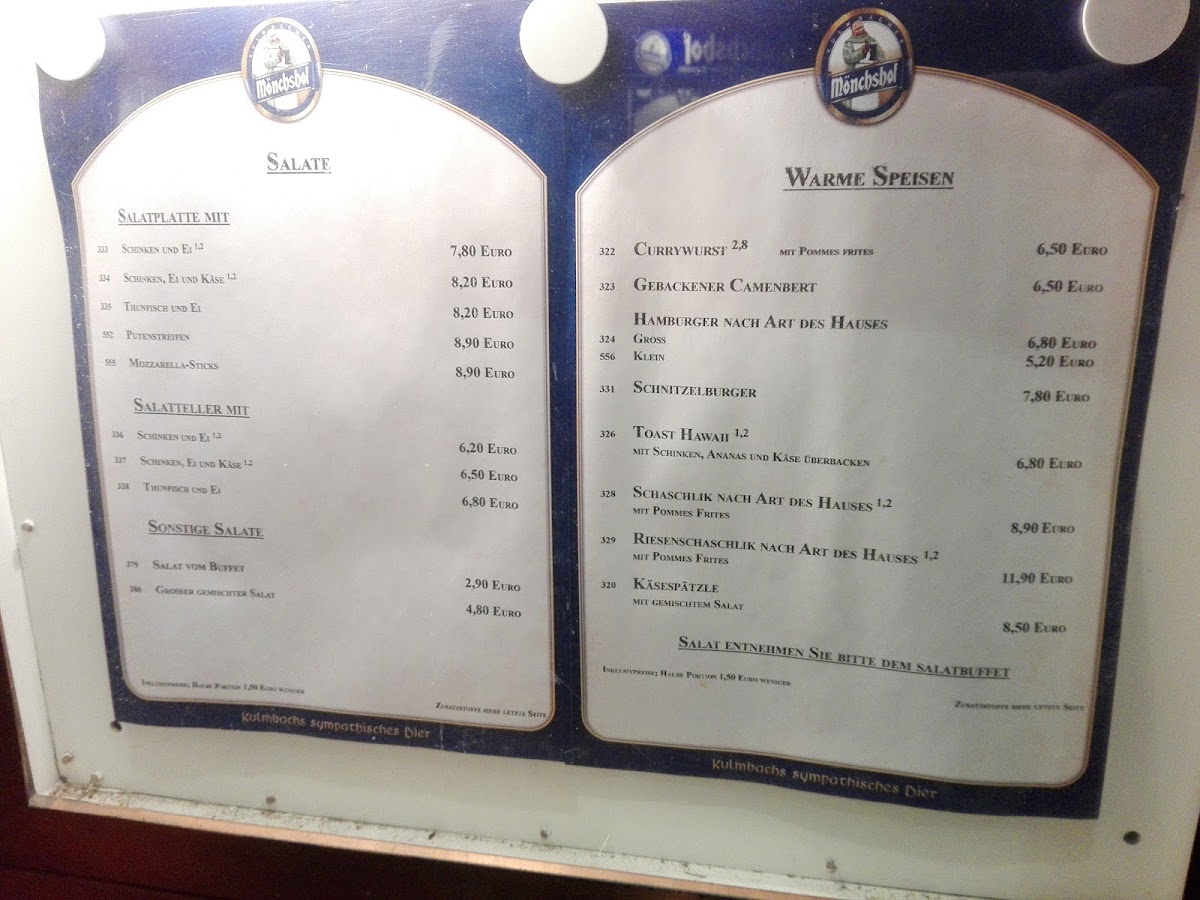 KULMBACHER
Mönchshof
SALATE
SALATPLATTE MIT
333 SCHINKEN UND EI 1,2 7,80 EURO
334 SCHINKEN, EI UND KÄSE 1,2 8,20 EURO
335 THUNFISCH UND EI 8,20 EURO
552 PUTENSTREIFEN 8,90 EURO
555 MOZZARELLA-STICKS 8,90 EURO
SALATTELLER MIT
336 SCHINKEN UND EI 1,2 6,20 EURO
337 SCHINKEN, EI UND KÄSE 1,2 6,50 EURO
338 THUNFISCH UND EI 6,80 EURO
SONSTIGE SALATE
379 SALAT VOM BUFFET 2,90 EURO
380 GROSSER GEMISCHTER SALAT 4,80 EURO
INKLUSIVPREISE; HALBE PORTION 1,50 EURO WENIGER
ZUSATZSTOFFE SIEHE LETZTE SEITE
Kulmbachs sympathisches Bier
KULMBACHER
Mönchshof
WARME SPEISEN
322 CURRYWURST 2,8 MIT POMMES FRITES 6,50 EURO
323 GEBACKENER CAMENBERT 6,50 EURO
HAMBURGER NACH ART DES HAUSES
324 GROSS 6,80 EURO
556 KLEIN 5,20 EURO
331 SCHNITZELBURGER 7,80 EURO
326 TOAST HAWAII 1,2
MIT SCHINKEN, ANANAS UND KÄSE ÜBERBACKEN 6,80 EURO
328 SCHASCHLIK NACH ART DES HAUSES 1,2
MIT POMMES FRITES 8,90 EURO
329 RIESENSCHASCHLIK NACH ART DES HAUSES 1,2
MIT POMMES FRITES 11,90 EURO
320 KÄSESPÄTZLE
MIT GEMISCHTEM SALAT 8,50 EURO
SALAT ENTNEHMEN SIE BITTE DEM SALATBUFFET
INKLUSIVPREISE; HALBE PORTION 1,50 EURO WENIGER
ZUSATZSTOFFE SIEHE LETZTE SEITE
Kulmbachs sympathisches Bier